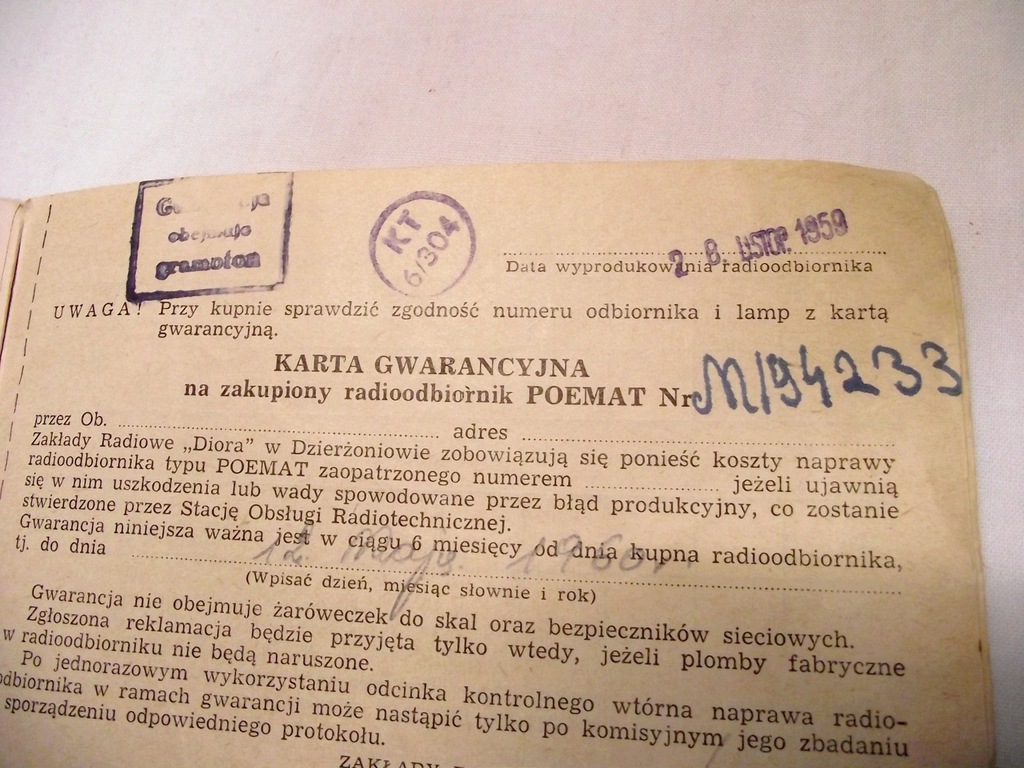 Gwarancja
obejmuje
gramofon
KT
6/304
28. LISTOP. 1959
Data wyprodukowania radioodbiornika
UWAGA! Przy kupnie sprawdzić zgodność numeru odbiornika i lamp z kartą
gwarancyjną.
KARTA GWARANCYJNA
na zakupiony radioodbiornik POEMAT Nr M/94233
przez Ob. adres
Zakłady Radiowe „Diora” w Dzierżoniowie zobowiązują się ponieść koszty naprawy
radioodbiornika typu POEMAT zaopatrzonego numerem jeżeli ujawnią
się w nim uszkodzenia lub wady spowodowane przez błąd produkcyjny, co zostanie
stwierdzone przez Stację Obsługi Radiotechnicznej.
Gwarancja niniejsza ważna jest w ciągu 6 miesięcy od dnia kupna radioodbiornika,
tj. do dnia 12 maja 1960r
(Wpisać dzień, miesiąc słownie i rok)
Gwarancja nie obejmuje żaróweczek do skal oraz bezpieczników sieciowych.
Zgłoszona reklamacja będzie przyjęta tylko wtedy, jeżeli plomby fabryczne
w radioodbiorniku nie będą naruszone.
Po jednorazowym wykorzystaniu odcinka kontrolnego wtórna naprawa radio-
odbiornika w ramach gwarancji może nastąpić tylko po komisyjnym jego zbadaniu
sporządzeniu odpowiedniego protokołu.
ZAKŁADY